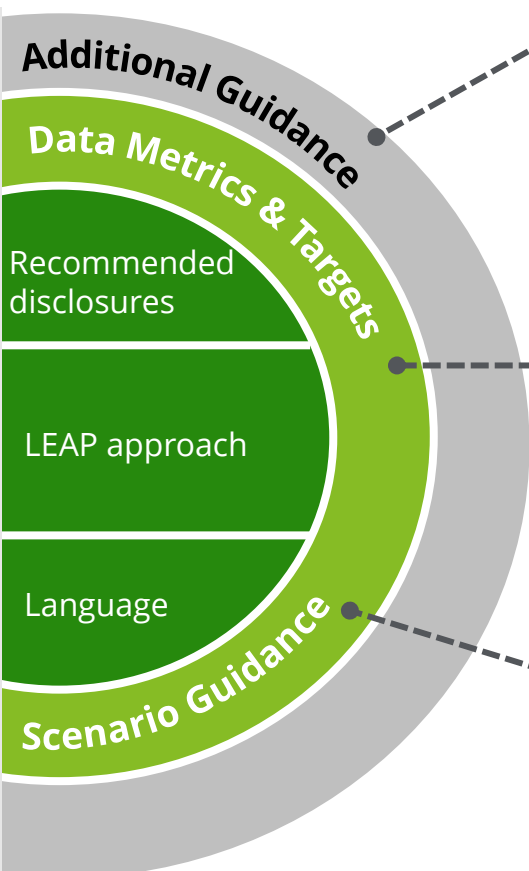 Additional Guidance
Data Metrics & Targets
Recommended
disclosures
LEAP approach
Language
Scenario Guidance